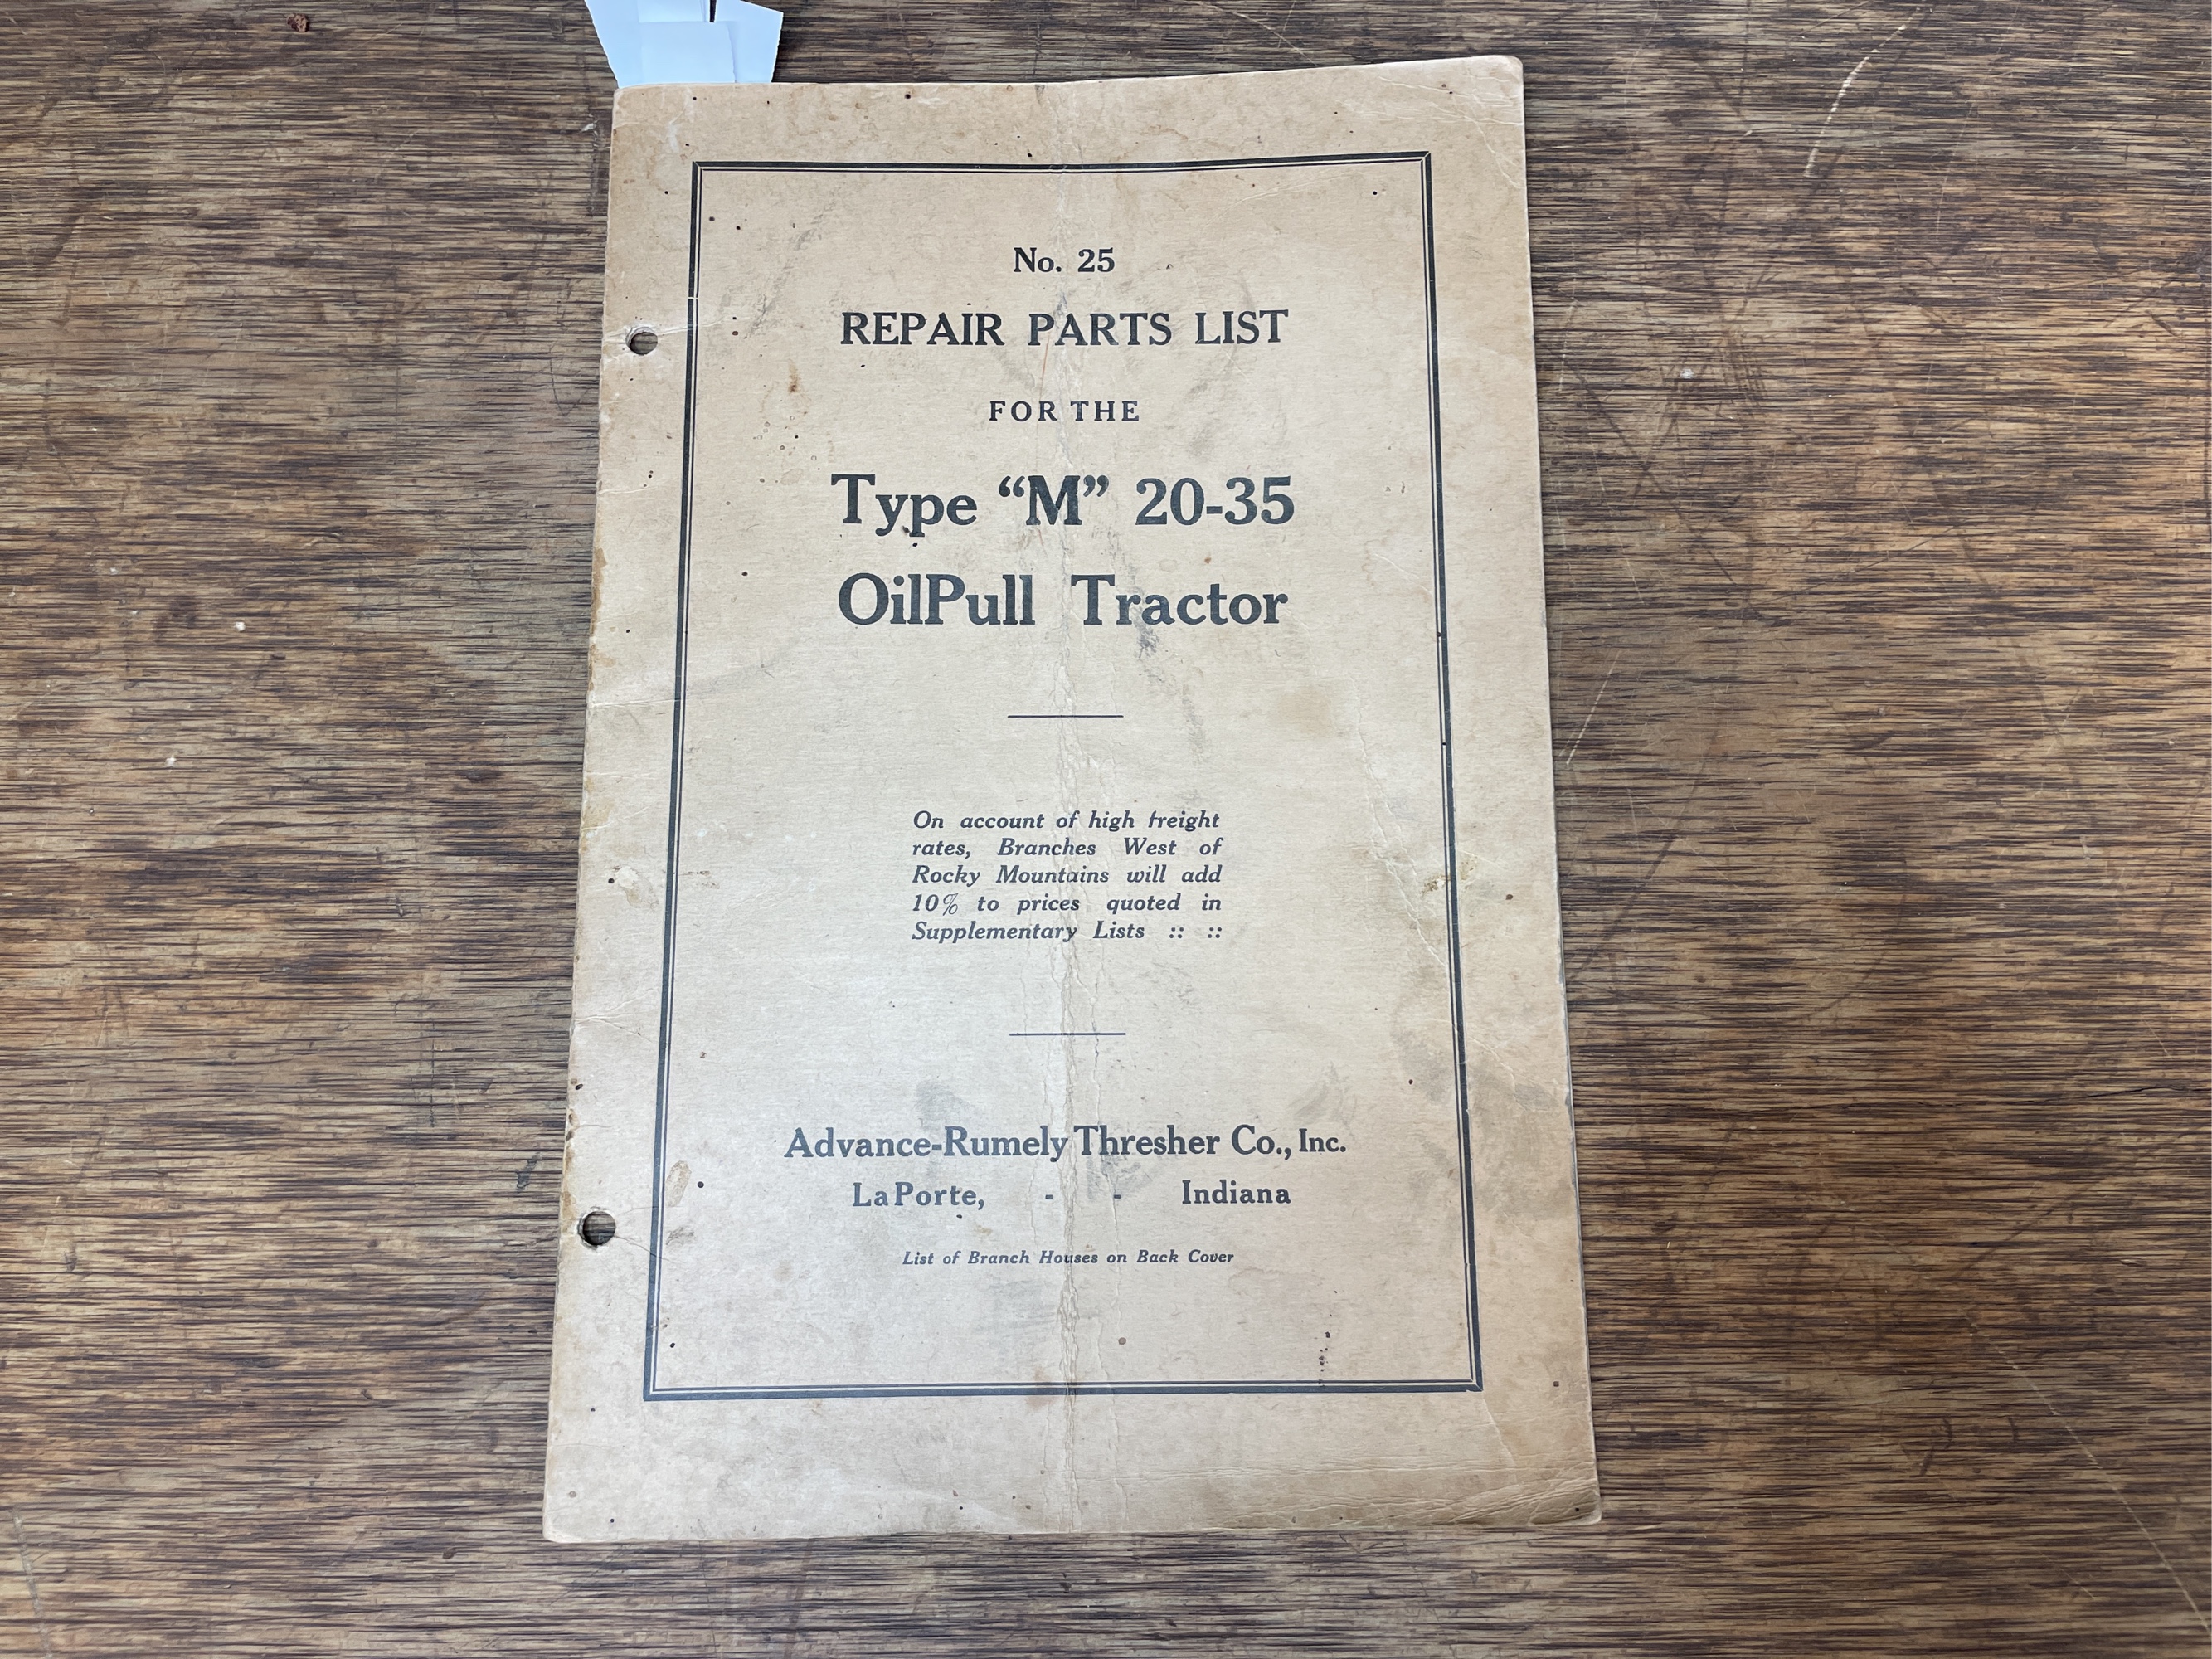 No. 25
REPAIR PARTS LIST
FOR THE
Type “M” 20-35
OilPull Tractor
On account of high freight
rates, Branches West of
Rocky Mountains will add
10% to prices quoted in
Supplementary Lists :: ::
Advance-Rumely Thresher Co., Inc.
LaPorte, - - Indiana
List of Branch Houses on Back Cover